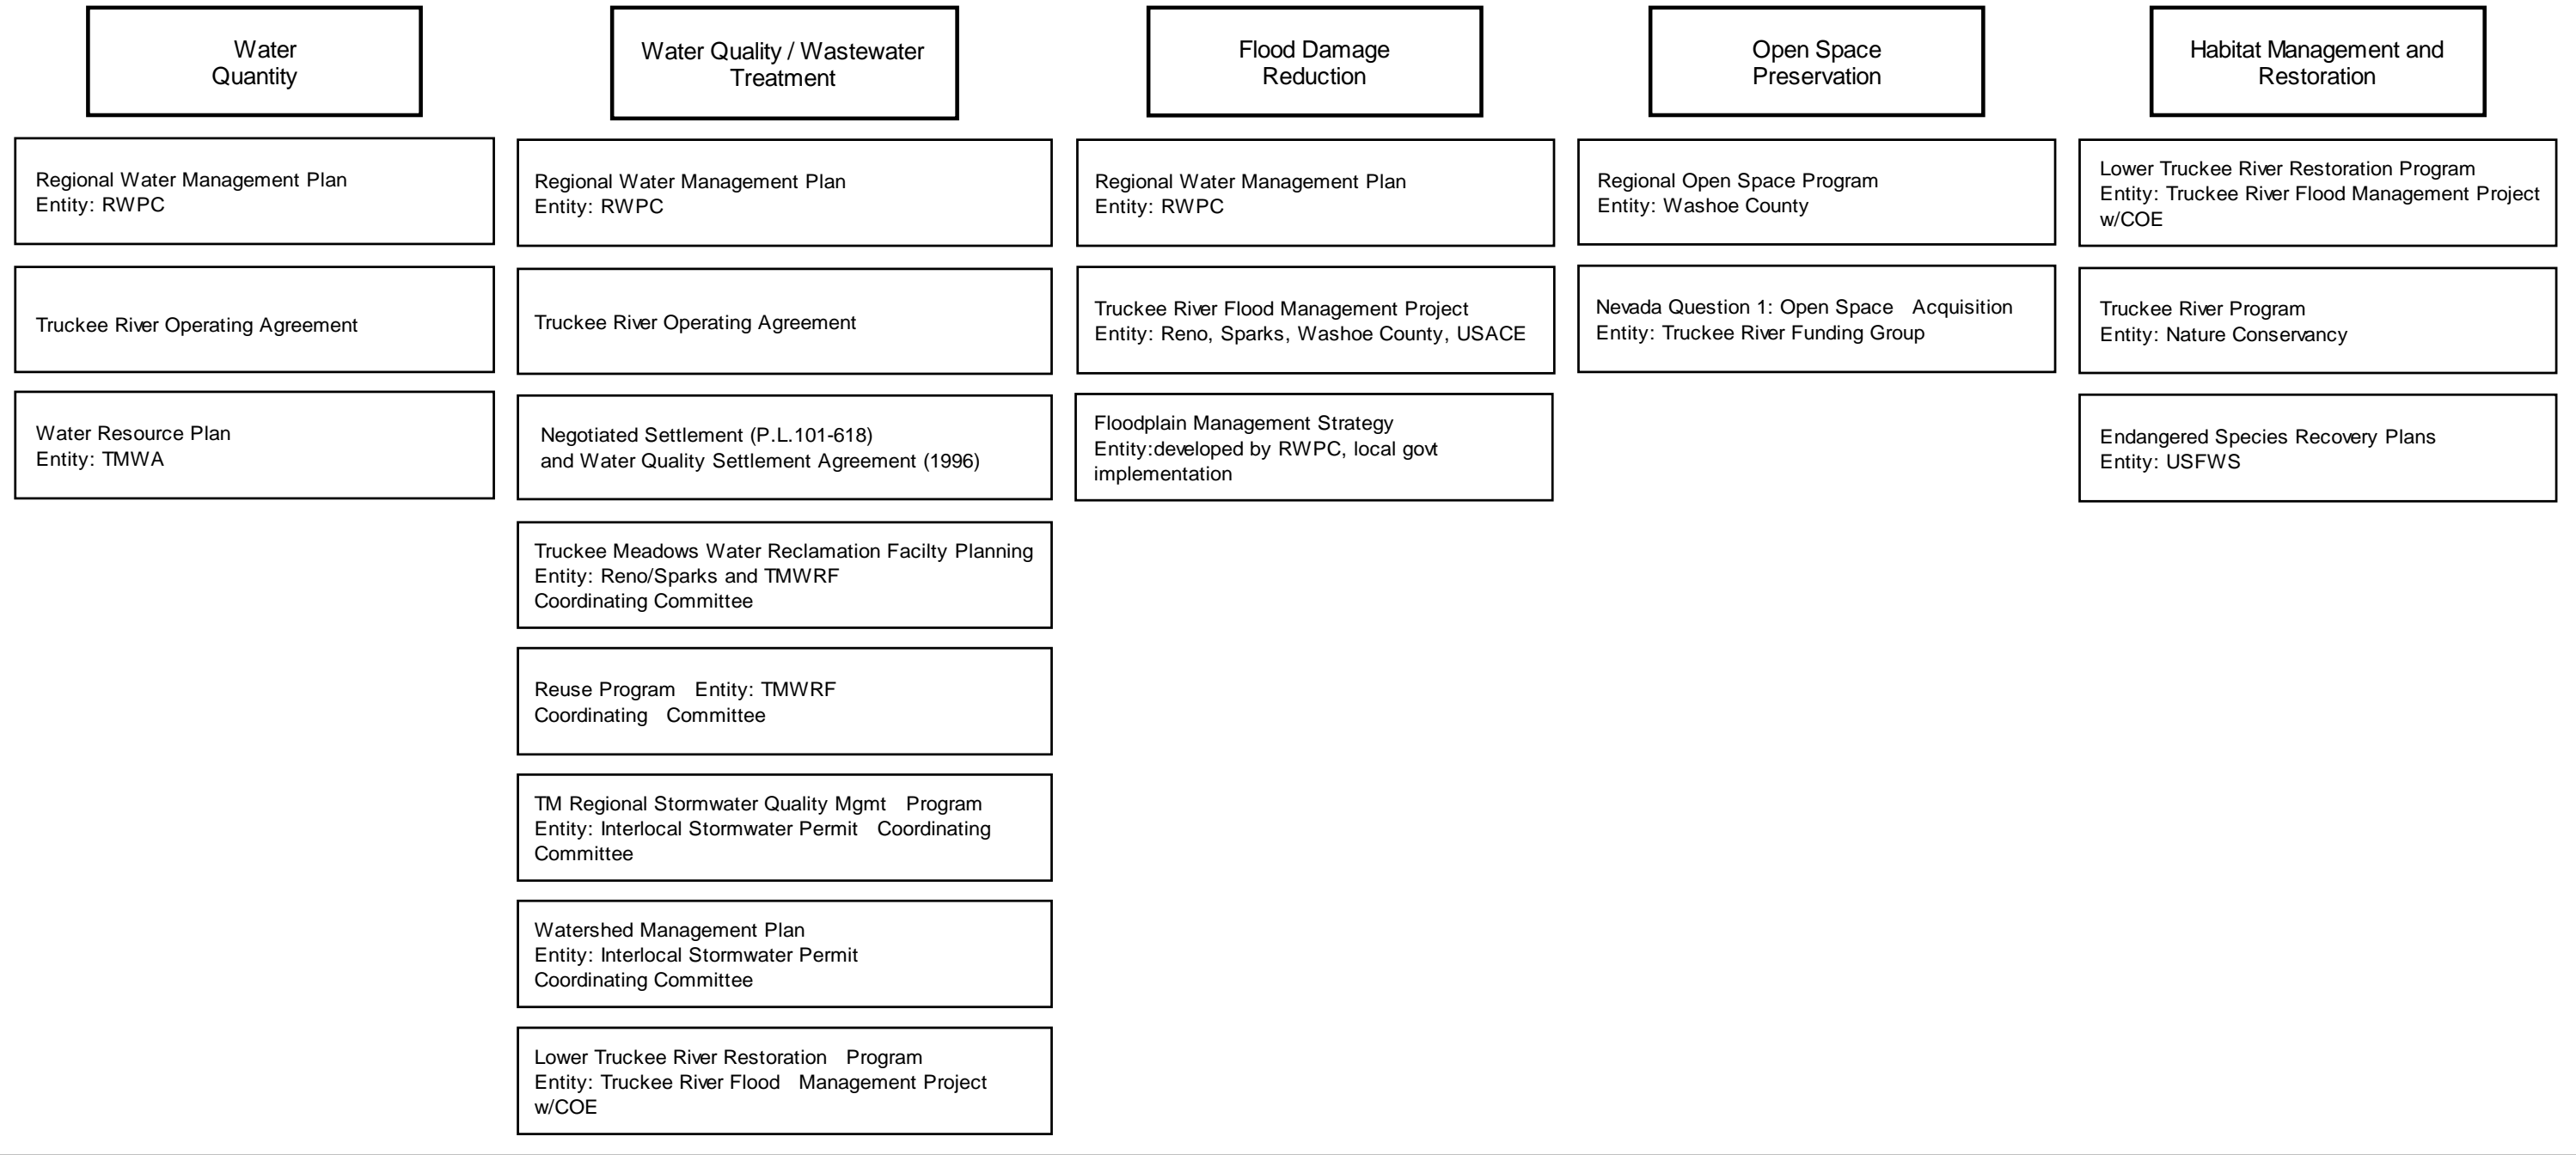 Water
Quantity
Regional Water Management Plan
Entity: RWPC
Truckee River Operating Agreement
Water Resource Plan
Entity: TMWA
Water Quality / Wastewater
Treatment
Regional Water Management Plan
Entity: RWPC
Truckee River Operating Agreement
Negotiated Settlement (P.L.101-618)
and Water Quality Settlement Agreement (1996)
Truckee Meadows Water Reclamation Facilty Planning
Entity: Reno/Sparks and TMWRF
Coordinating Committee
Reuse Program Entity: TMWRF
Coordinating Committee
TM Regional Stormwater Quality Mgmt Program
Entity: Interlocal Stormwater Permit Coordinating
Committee
Watershed Management Plan
Entity: Interlocal Stormwater Permit
Coordinating Committee
Lower Truckee River Restoration Program
Entity: Truckee River Flood Management Project
w/COE
Flood Damage
Reduction
Regional Water Management Plan
Entity: RWPC
Truckee River Flood Management Project
Entity: Reno, Sparks, Washoe County, USACE
Floodplain Management Strategy
Entity:developed by RWPC, local govt
implementation
Open Space
Preservation
Regional Open Space Program
Entity: Washoe County
Nevada Question 1: Open Space Acquisition
Entity: Truckee River Funding Group
Habitat Management and
Restoration
Lower Truckee River Restoration Program
Entity: Truckee River Flood Management Project
w/COE
Truckee River Program
Entity: Nature Conservancy
Endangered Species Recovery Plans
Entity: USFWS